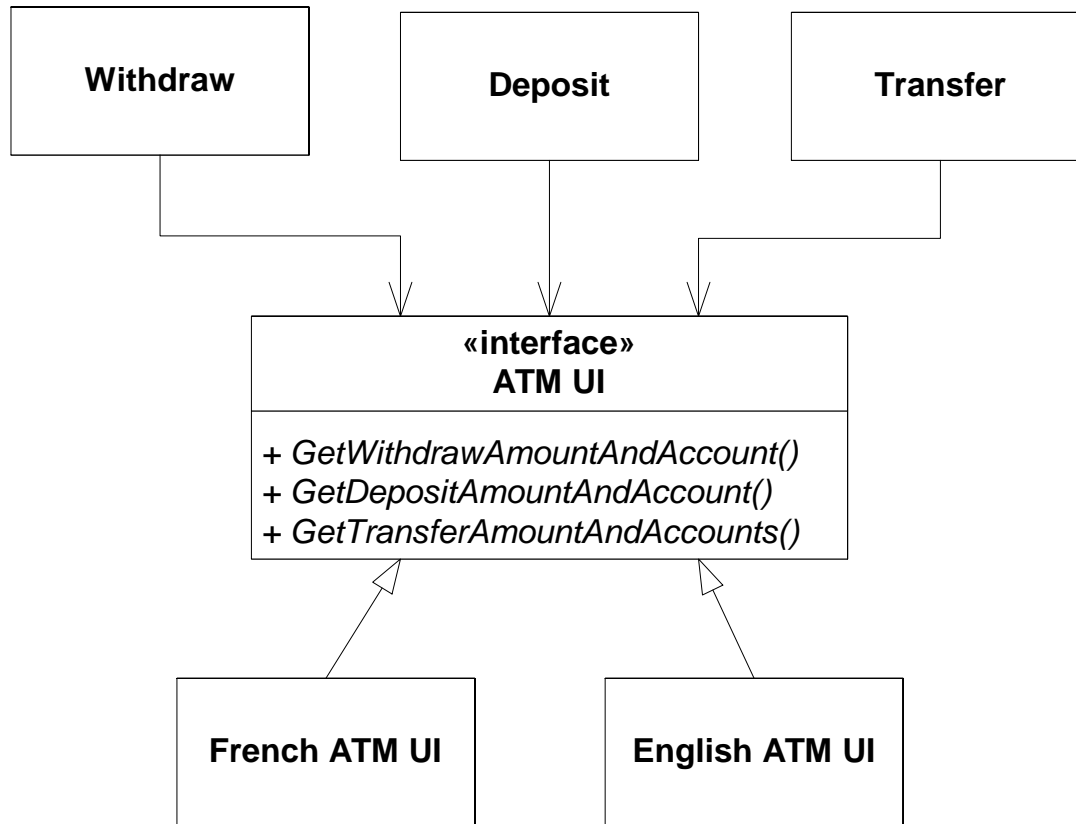 Withdraw
Deposit
Transfer
«interface»
ATM UI
+ GetWithdrawAmountAndAccount()
+ GetDepositAmountAndAccount()
+ GetTransferAmountAndAccounts()
French ATM UI
English ATM UI